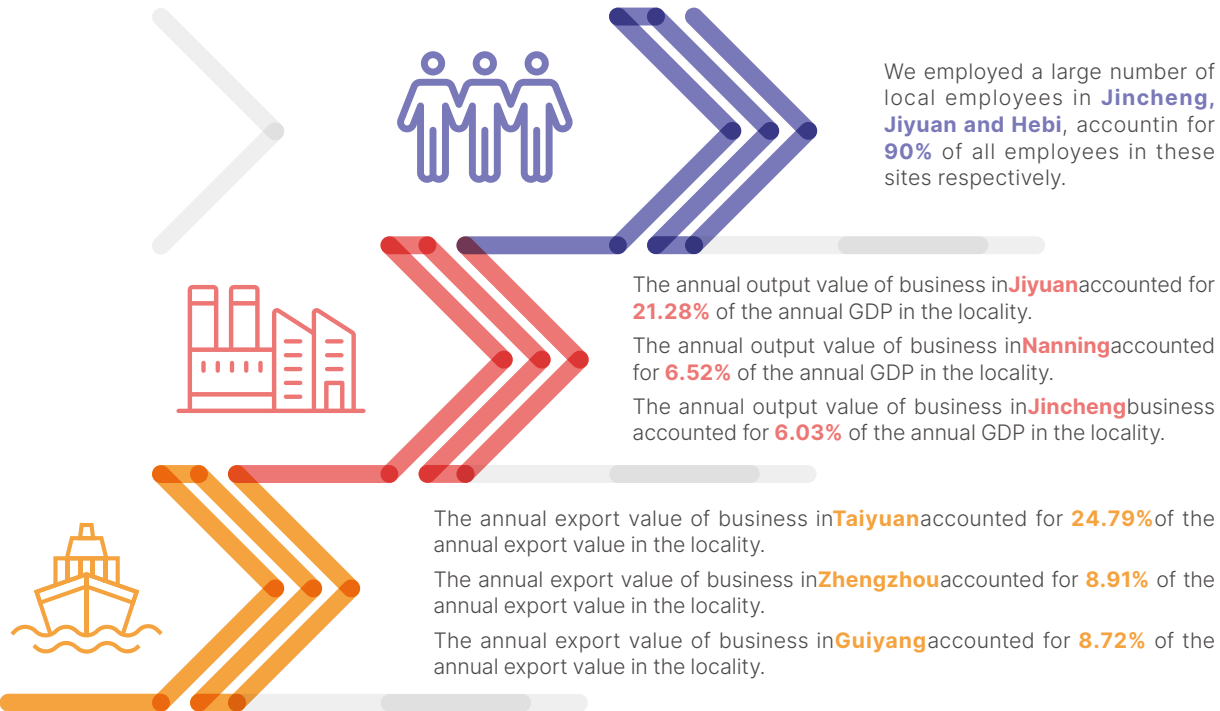 We employed a large number of
local employees in Jincheng,
Jiyuan and Hebi, accountin for
90% of all employees in these
sites respectively.
The annual output value of business inJiyuanaccounted for
21.28% of the annual GDP in the locality.
The annual output value of business inNanningaccounted
for 6.52% of the annual GDP in the locality.
The annual output value of business inJinchengbusiness
accounted for 6.03% of the annual GDP in the locality.
The annual export value of business inTaiyuanaccounted for 24.79%of the
annual export value in the locality.
The annual export value of business inZhengzhouaccounted for 8.91% of the
annual export value in the locality.
The annual export value of business inGuiyangaccounted for 8.72% of the
annual export value in the locality.